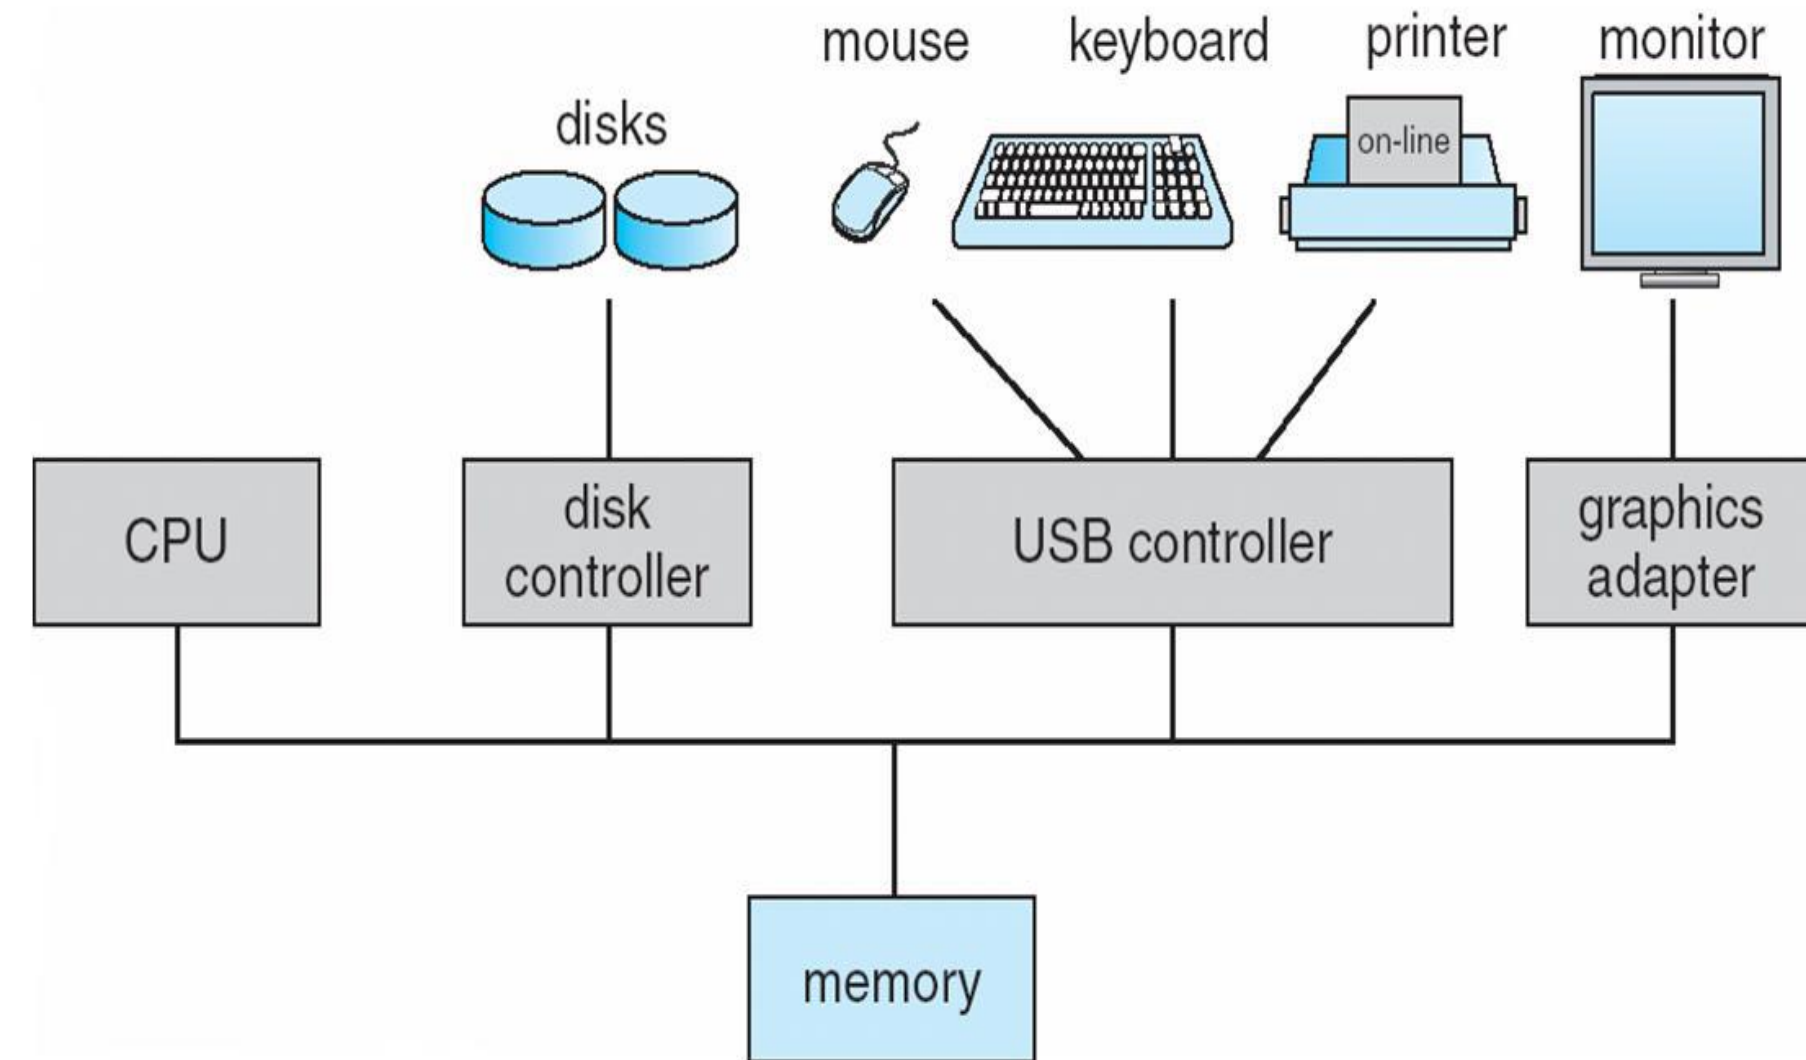 mouse
keyboard
printer
monitor
disks
on-line
CPU
disk
controller
USB controller
graphics
adapter
memory